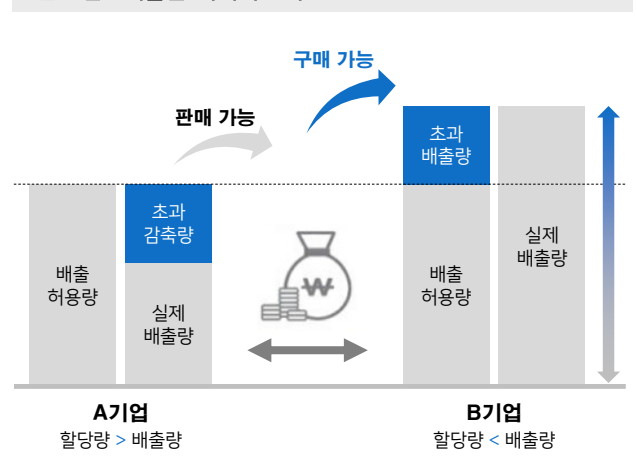 구매 가능
판매 가능
초과
배출량
초과
감축량
배출
허용량
실제
배출량
₩
배출
허용량
실제
배출량
A기업
할당량 > 배출량
B기업
할당량 < 배출량